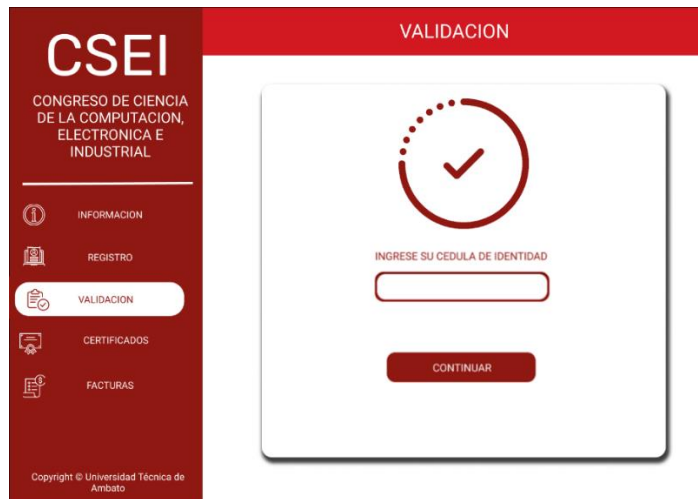 CSEI
CONGRESO DE CIENCIA
DE LA COMPUTACION,
ELECTRONICA E
INDUSTRIAL
INFORMACION
REGISTRO
VALIDACION
CERTIFICADOS
FACTURAS
Copyright © Universidad Técnica de
Ambato
VALIDACION
INGRESE SU CEDULA DE IDENTIDAD
CONTINUAR